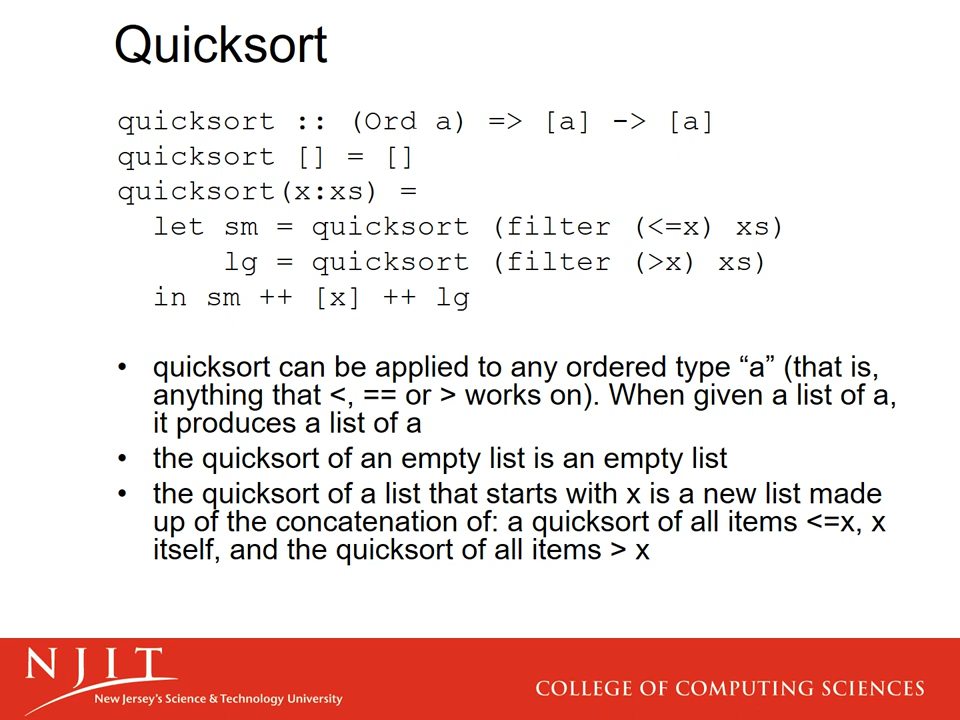 Quicksort
quicksort :: (Ord a) => [a] -> [a]
quicksort [] = []
quicksort(x:xs) =
  let sm = quicksort (filter (<=x) xs)
      lg = quicksort (filter (>x) xs)
  in sm ++ [x] ++ lg
• quicksort can be applied to any ordered type “a” (that is,
anything that <, == or > works on). When given a list of a,
it produces a list of a
• the quicksort of an empty list is an empty list
• the quicksort of a list that starts with x is a new list made
up of the concatenation of: a quicksort of all items <=x, x
itself, and the quicksort of all items > x
NJIT
New Jersey’s Science & Technology University
COLLEGE OF COMPUTING SCIENCES